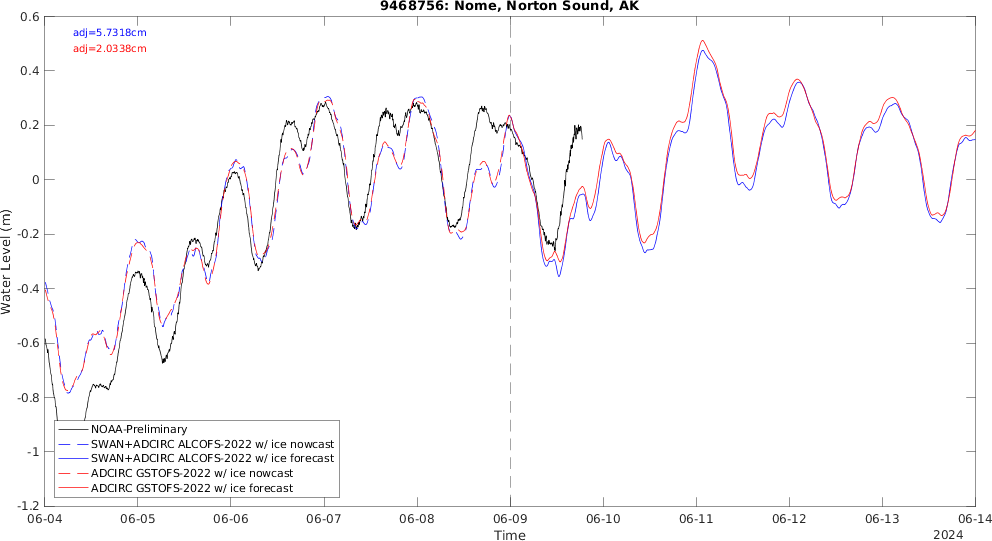 9468756: Nome, Norton Sound, AK
adj=5.7318cm
adj=2.0338cm
0.6
0.4
0.2
0
-0.2
-0.4
-0.6
-0.8
-1
-1.2
Water Level (m)
NOAA-Preliminary
SWAN+ADCIRC ALCOFS-2022 w/ ice nowcast
SWAN+ADCIRC ALCOFS-2022 w/ ice forecast
ADCIRC GSTOFS-2022 w/ ice nowcast
ADCIRC GSTOFS-2022 w/ ice forecast
06-04 06-05 06-06 06-07 06-08 06-09 06-10 06-11 06-12 06-13 06-14
Time
2024